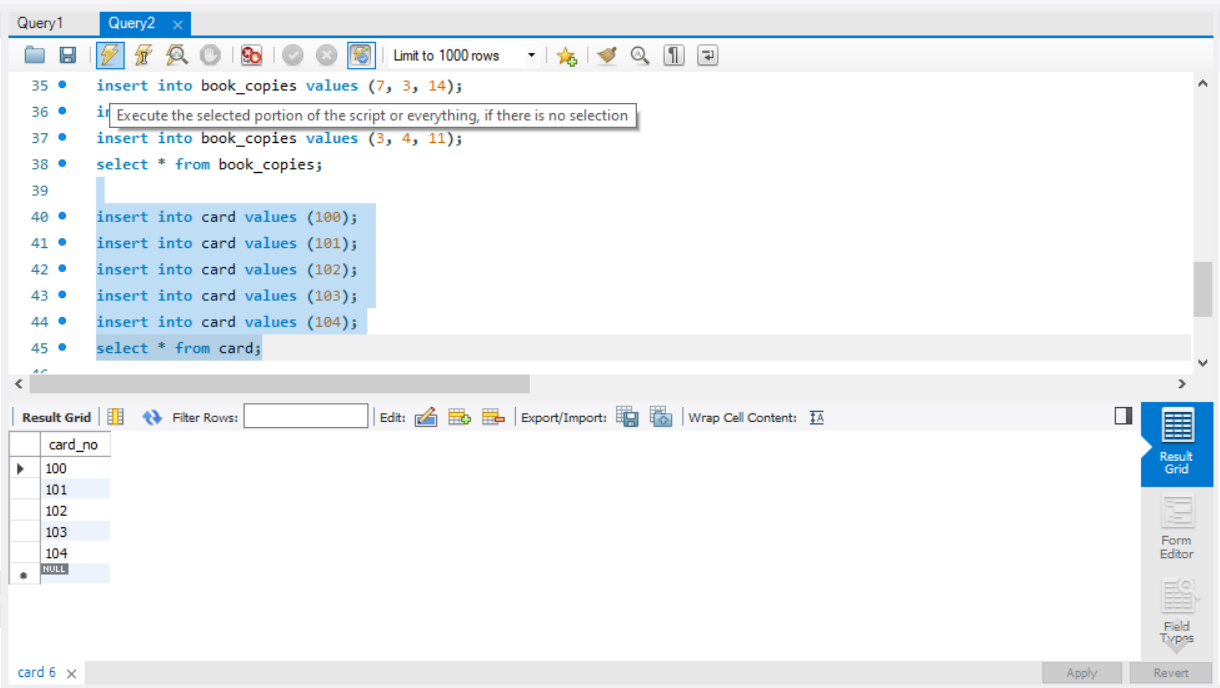 Query1 Query2 ×
Limit to 1000 rows
35 insert into book_copies values (7, 3, 14);
36 in
Execute the selected portion of the script or everything, if there is no selection
37 insert into book_copies values (3, 4, 11);
38 select * from book_copies;
39
40 insert into card values (100);
41 insert into card values (101);
42 insert into card values (102);
43 insert into card values (103);
44 insert into card values (104);
45 select * from card;
46
Result Grid Filter Rows: Edit: Export/Import: Wrap Cell Content: IA
card_no
100
101
102
103
104
NULL
Result
Grid
Form
Editor
Field
Types
card 6 ×
Apply Revert